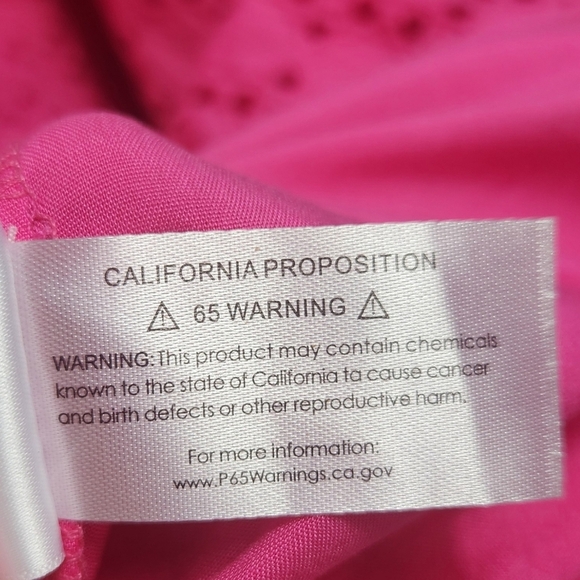 CALIFORNIA PROPOSITION
⚠ 65 WARNING ⚠
WARNING: This product may contain chemicals
known to the state of California ta cause cancer
and birth defects or other reproductive harm.
For more information:
www.P65Warnings.ca.gov